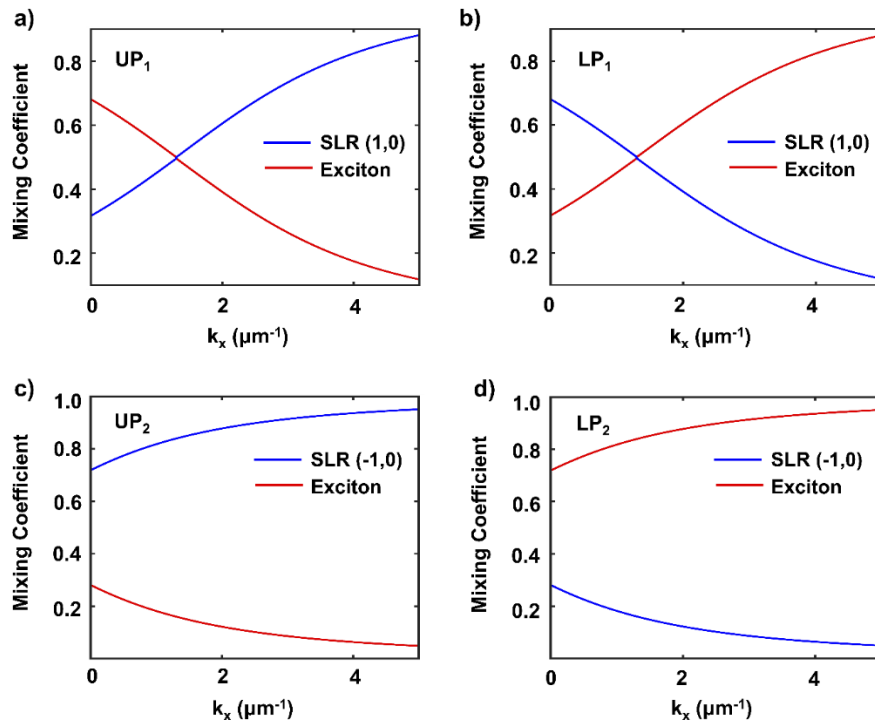 a)
UP₁
Mixing Coefficient
0.8
0.6
0.4
0.2
SLR (1,0)
Exciton
0
2
4
kₓ (µm⁻¹)
b)
LP₁
Mixing Coefficient
0.8
0.6
0.4
0.2
SLR (1,0)
Exciton
0
2
4
kₓ (µm⁻¹)
c)
UP₂
Mixing Coefficient
1.0
0.8
0.6
0.4
0.2
SLR (-1,0)
Exciton
0
2
4
kₓ (µm⁻¹)
d)
LP₂
Mixing Coefficient
1.0
0.8
0.6
0.4
0.2
SLR (-1,0)
Exciton
0
2
4
kₓ (µm⁻¹)